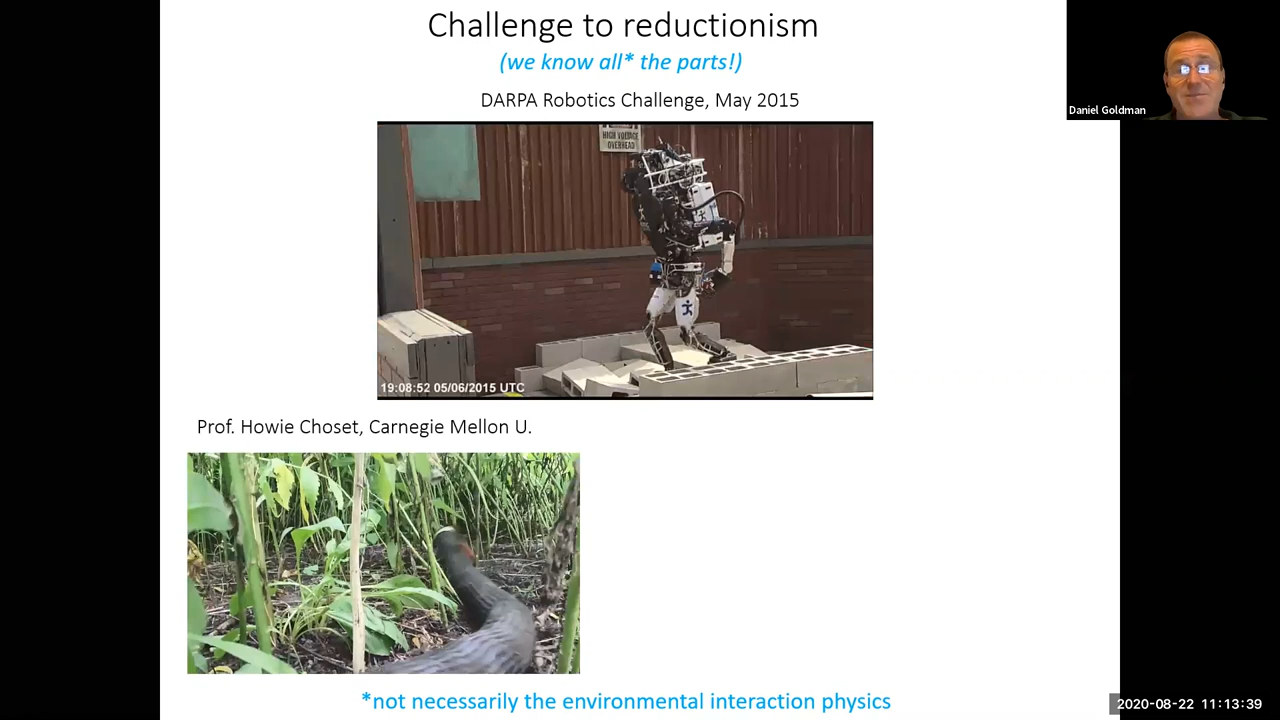 Challenge to reductionism
(we know all* the parts!)
DARPA Robotics Challenge, May 2015
Daniel Goldman
HIGH VOLTAGE
OVERHEAD
19:08:52 05/06/2015 UTC
Prof. Howie Choset, Carnegie Mellon U.
*not necessarily the environmental interaction physics
2020-08-22 11:13:39